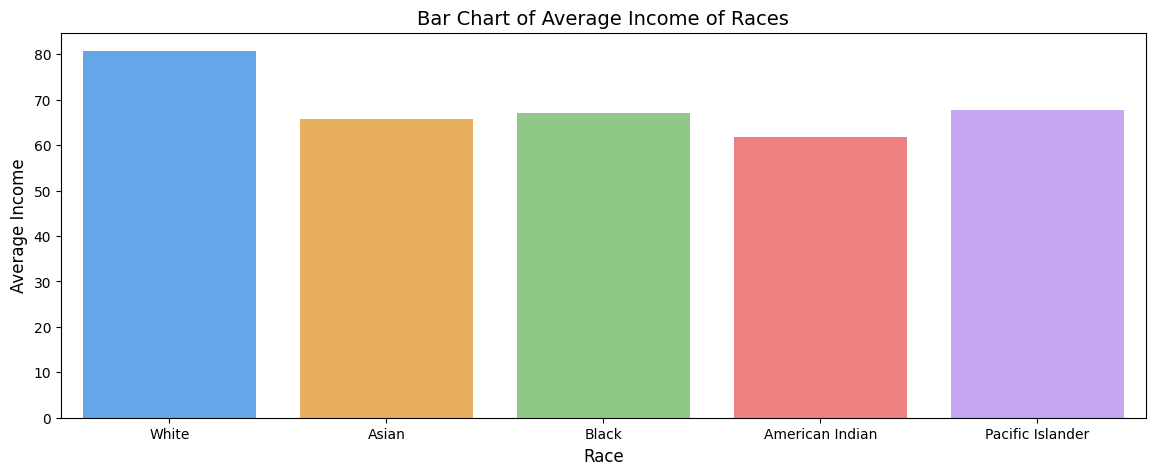 Bar Chart of Average Income of Races
Average Income
80
70
60
50
40
30
20
10
0
White
Asian
Black
American Indian
Pacific Islander
Race